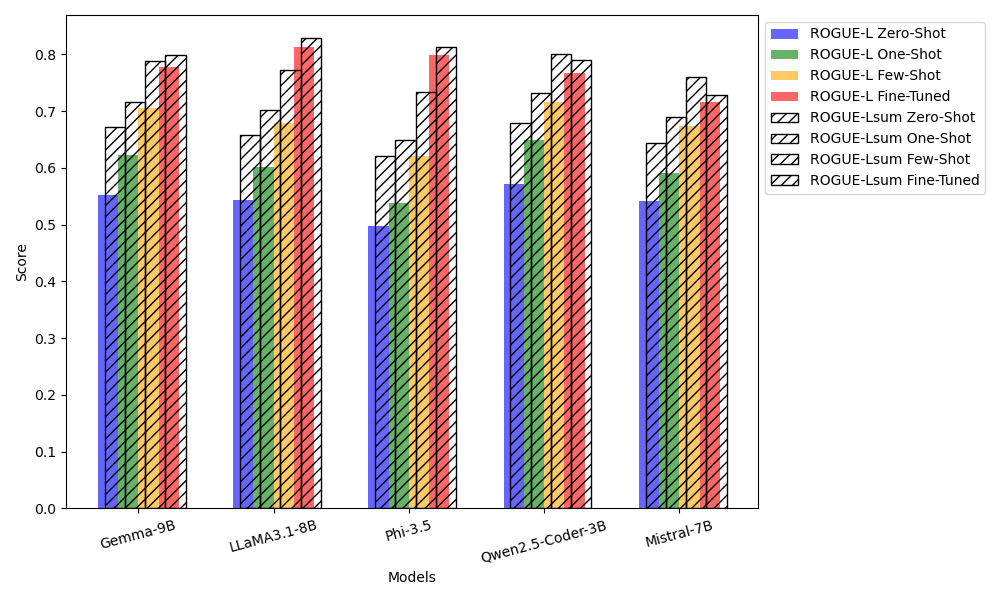 0.8
0.7
0.6
0.5
0.4
0.3
0.2
0.1
0.0
Score
Gemma-9B
LLaMA3.1-8B
Phi-3.5
Qwen2.5-Coder-3B
Mistral-7B
Models
ROGUE-L Zero-Shot
ROGUE-L One-Shot
ROGUE-L Few-Shot
ROGUE-L Fine-Tuned
ROGUE-Lsum Zero-Shot
ROGUE-Lsum One-Shot
ROGUE-Lsum Few-Shot
ROGUE-Lsum Fine-Tuned